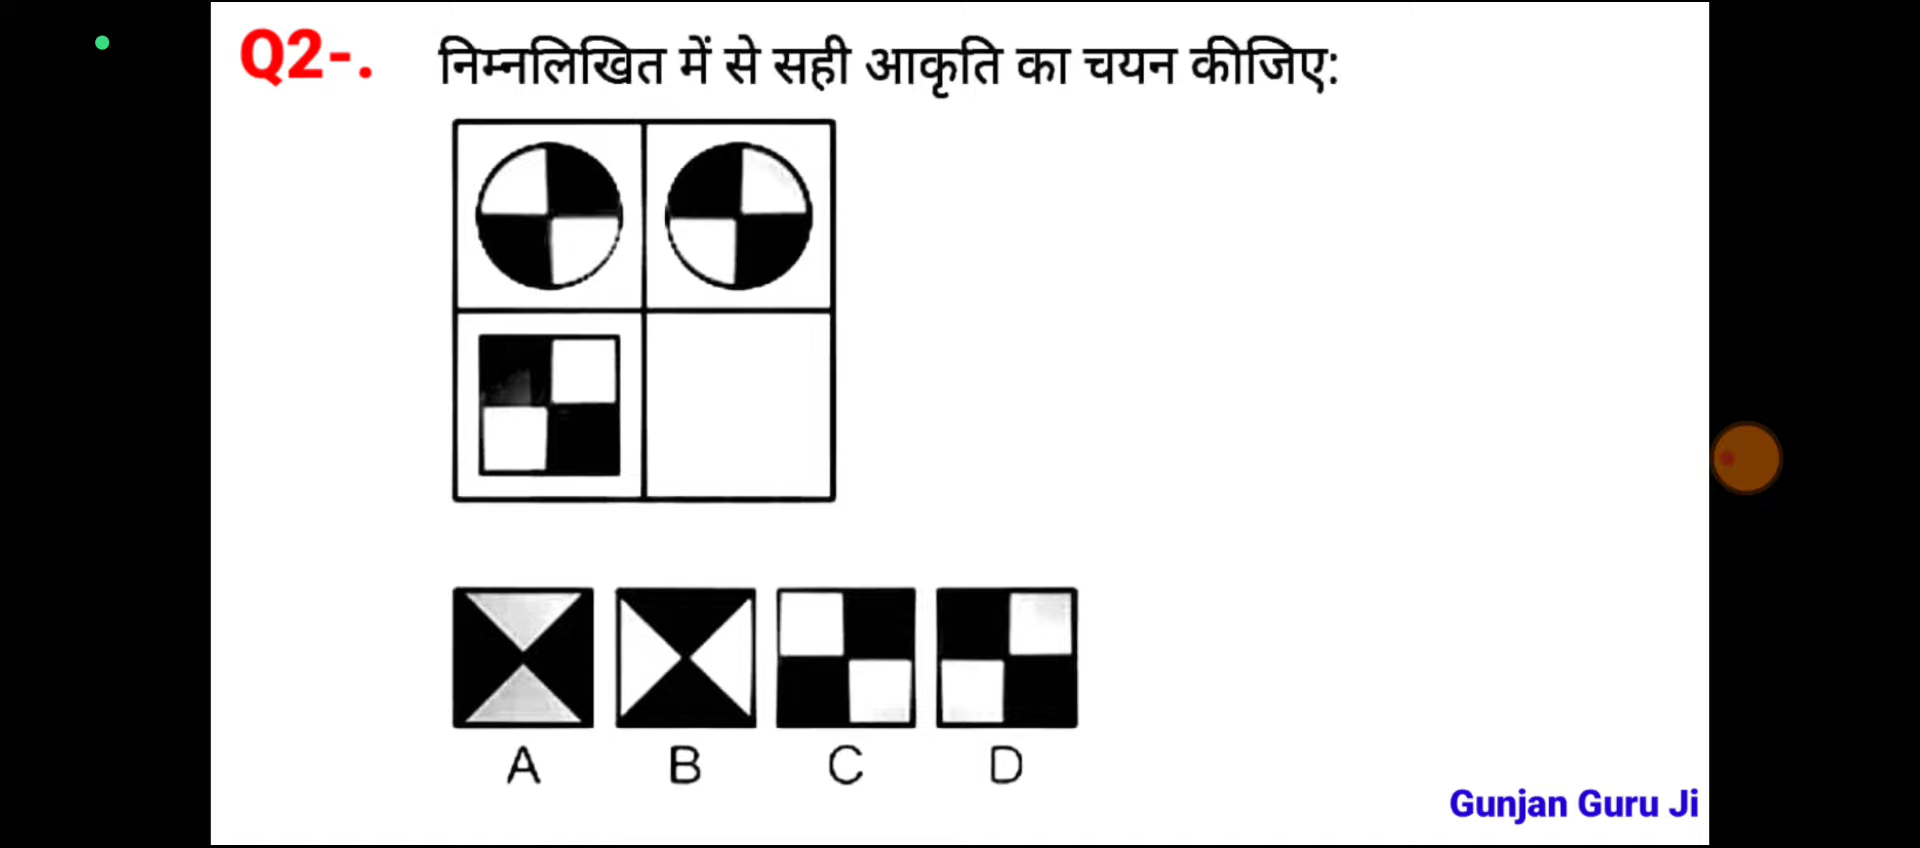 Q2-. निम्नलिखित में से सही आकृति का चयन कीजिए:
A B C D
Gunjan Guru Ji